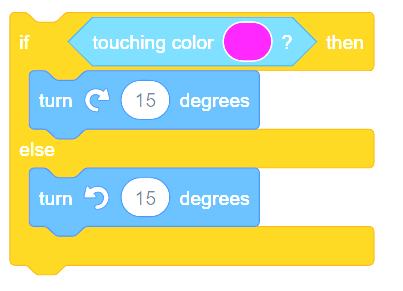 if touching color ? then
turn 15 degrees
else
turn 15 degrees